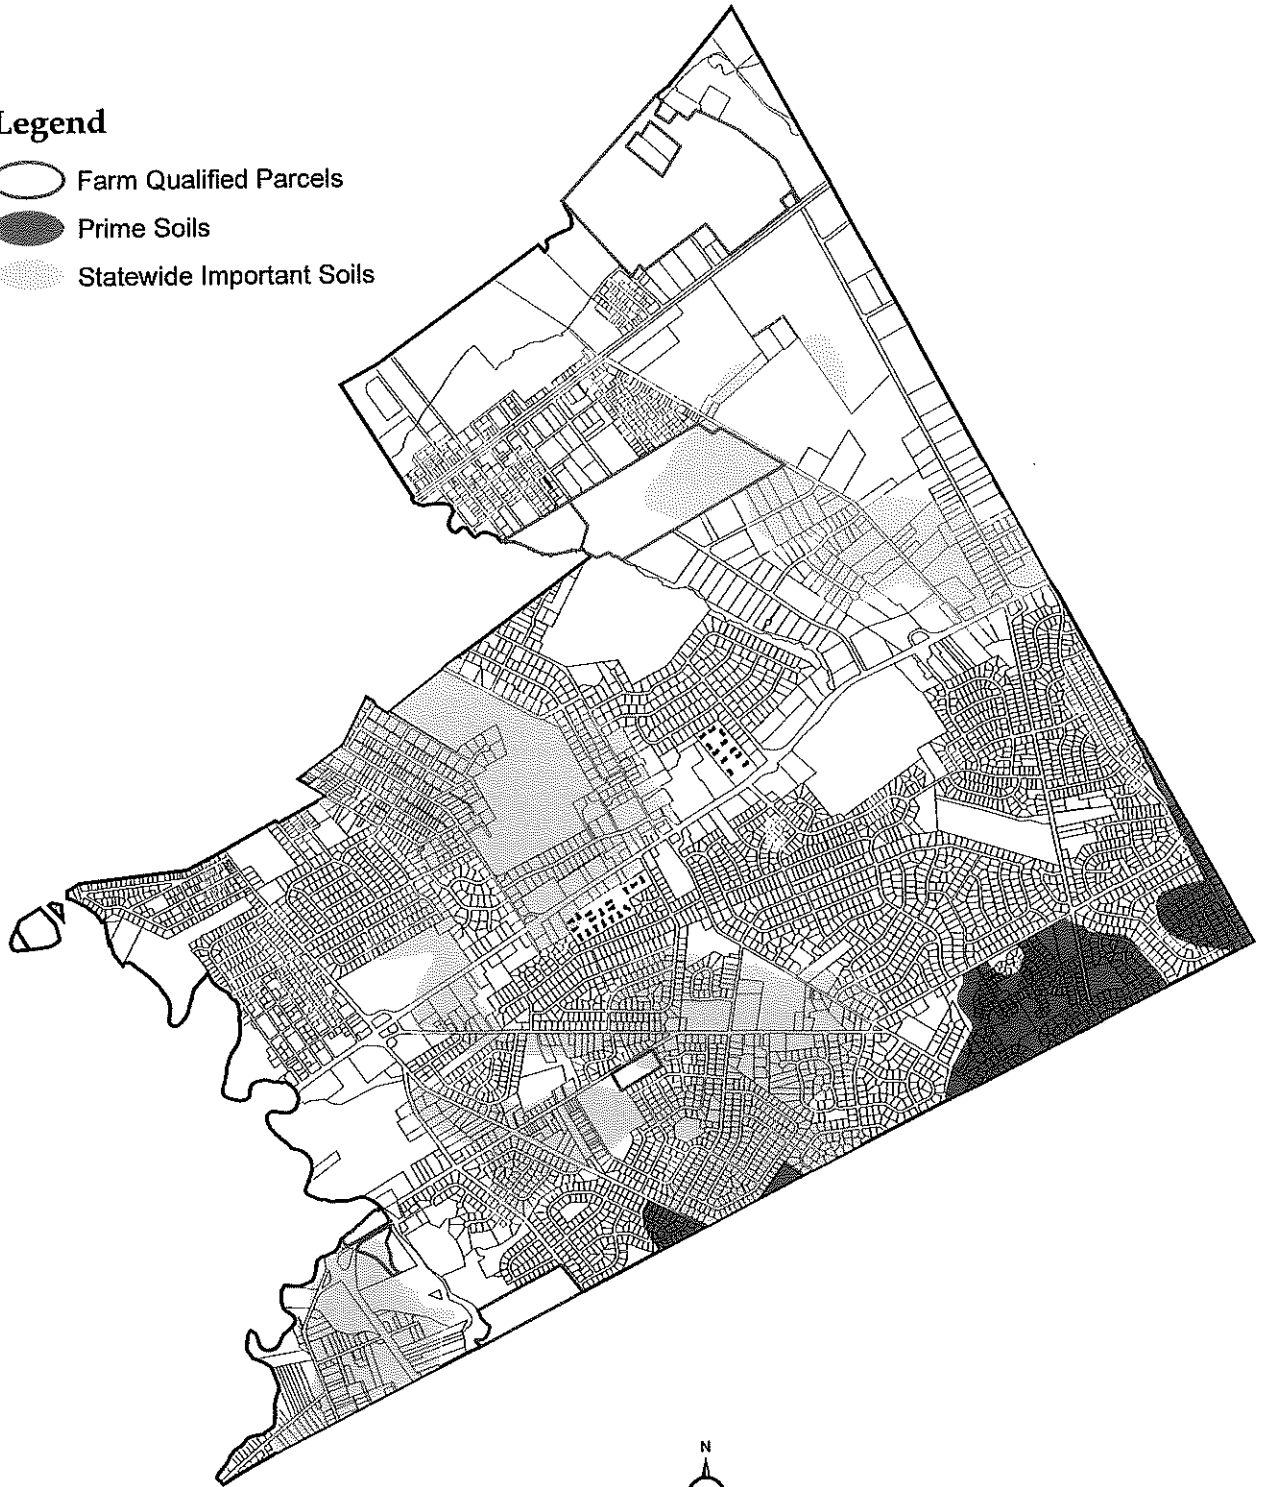 Legend
Farm Qualified Parcels
Prime Soils
Statewide Important Soils
N